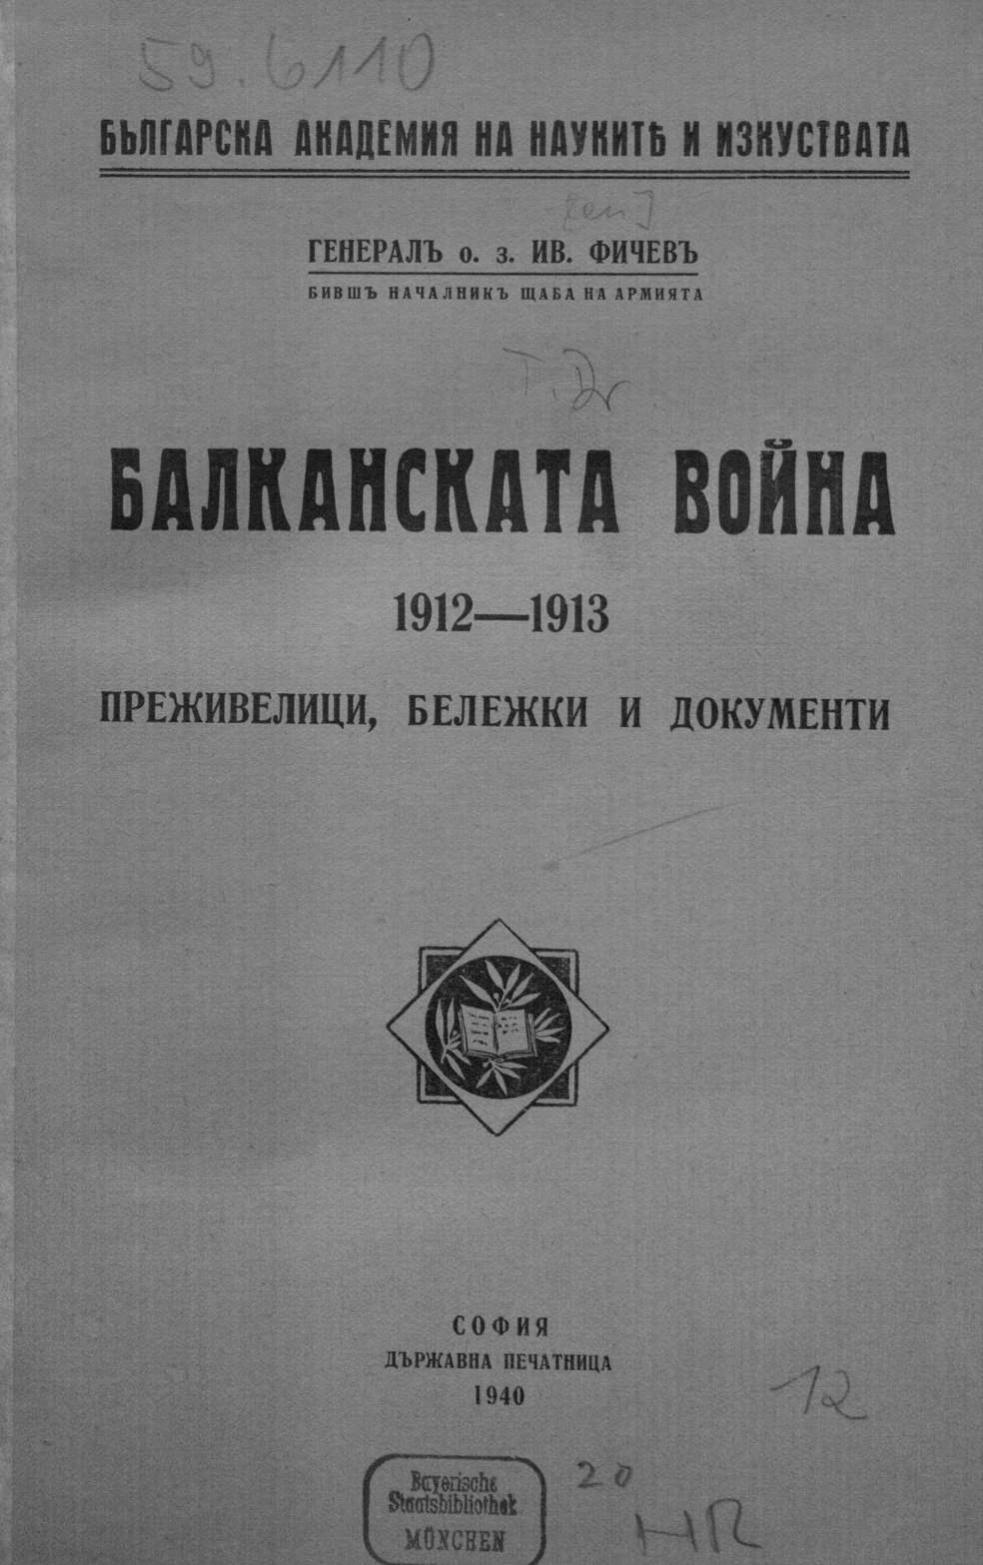 59.6110
БЪЛГАРСКА АКАДЕМИЯ НА НАУКИТѢ И ИЗКУСТВАТА
ГЕНЕРАЛЪ о. з. ИВ. ФИЧЕВЪ
БИВШЪ НАЧАЛНИКЪ ЩАБА НА АРМИЯТА
БАЛКАНСКАТА ВОЙНА
1912—1913
ПРЕЖИВЕЛИЦИ, БЕЛЕЖКИ И ДОКУМЕНТИ
СОФИЯ
ДЪРЖАВНА ПЕЧАТНИЦА
1940
12
Bayerische
Staatsbibliothek
MÜNCHEN
20
HR